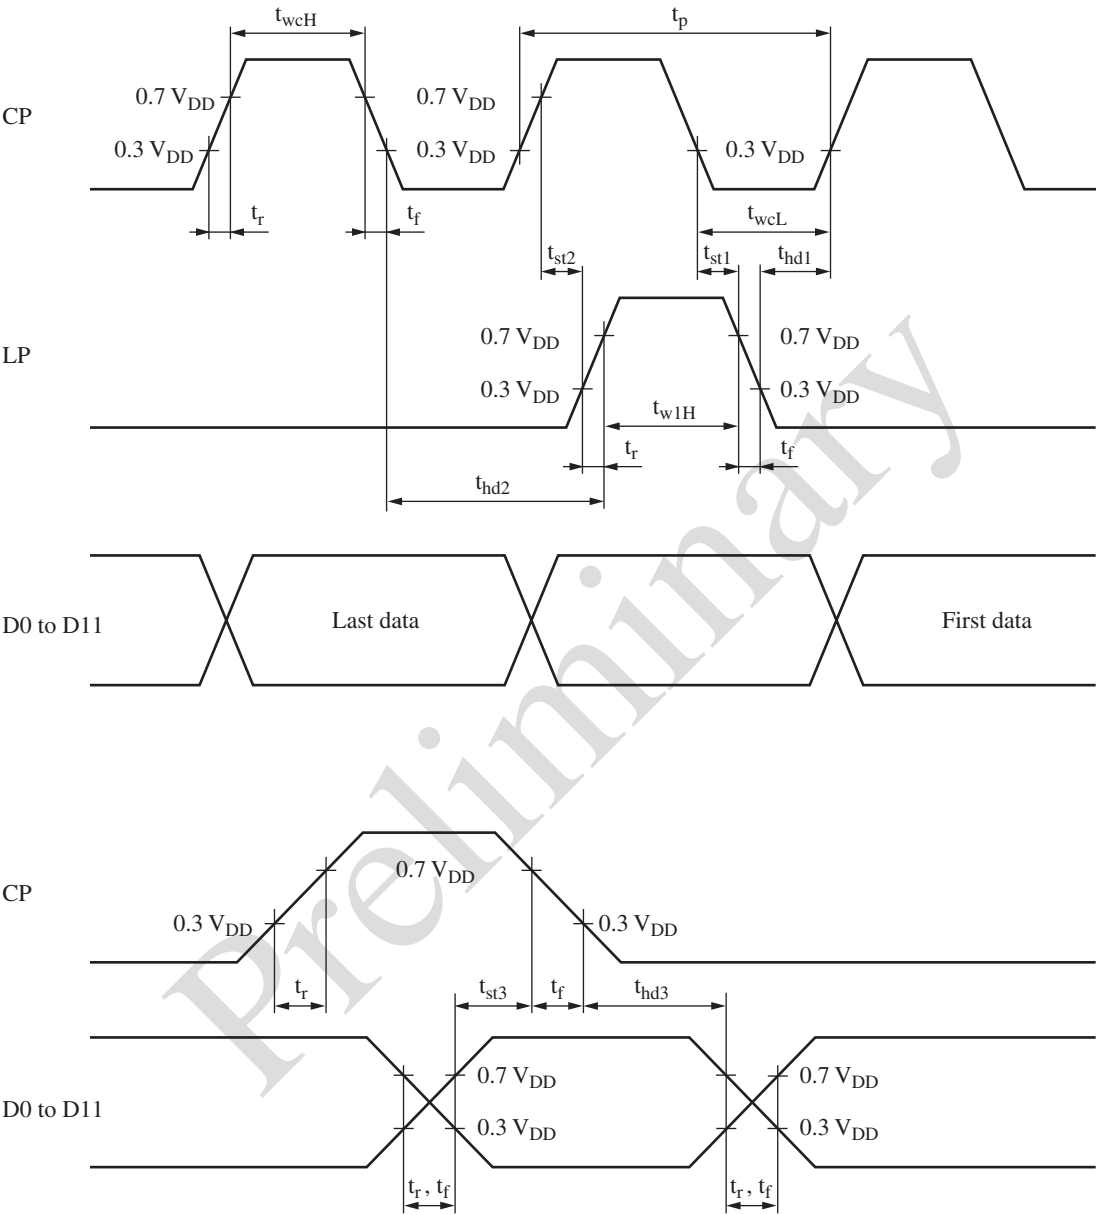 t_wcH t_p
0.7 V_DD 0.7 V_DD
CP
0.3 V_DD 0.3 V_DD 0.3 V_DD
t_r t_f t_wcL
t_st2 t_st1 t_hd1
0.7 V_DD 0.7 V_DD
LP
0.3 V_DD 0.3 V_DD
t_w1H
t_r t_f
t_hd2
D0 to D11 Last data First data
Preliminary
0.7 V_DD
CP
0.3 V_DD 0.3 V_DD
t_r t_st3 t_f t_hd3
0.7 V_DD 0.7 V_DD
D0 to D11
0.3 V_DD 0.3 V_DD
t_r , t_f t_r , t_f